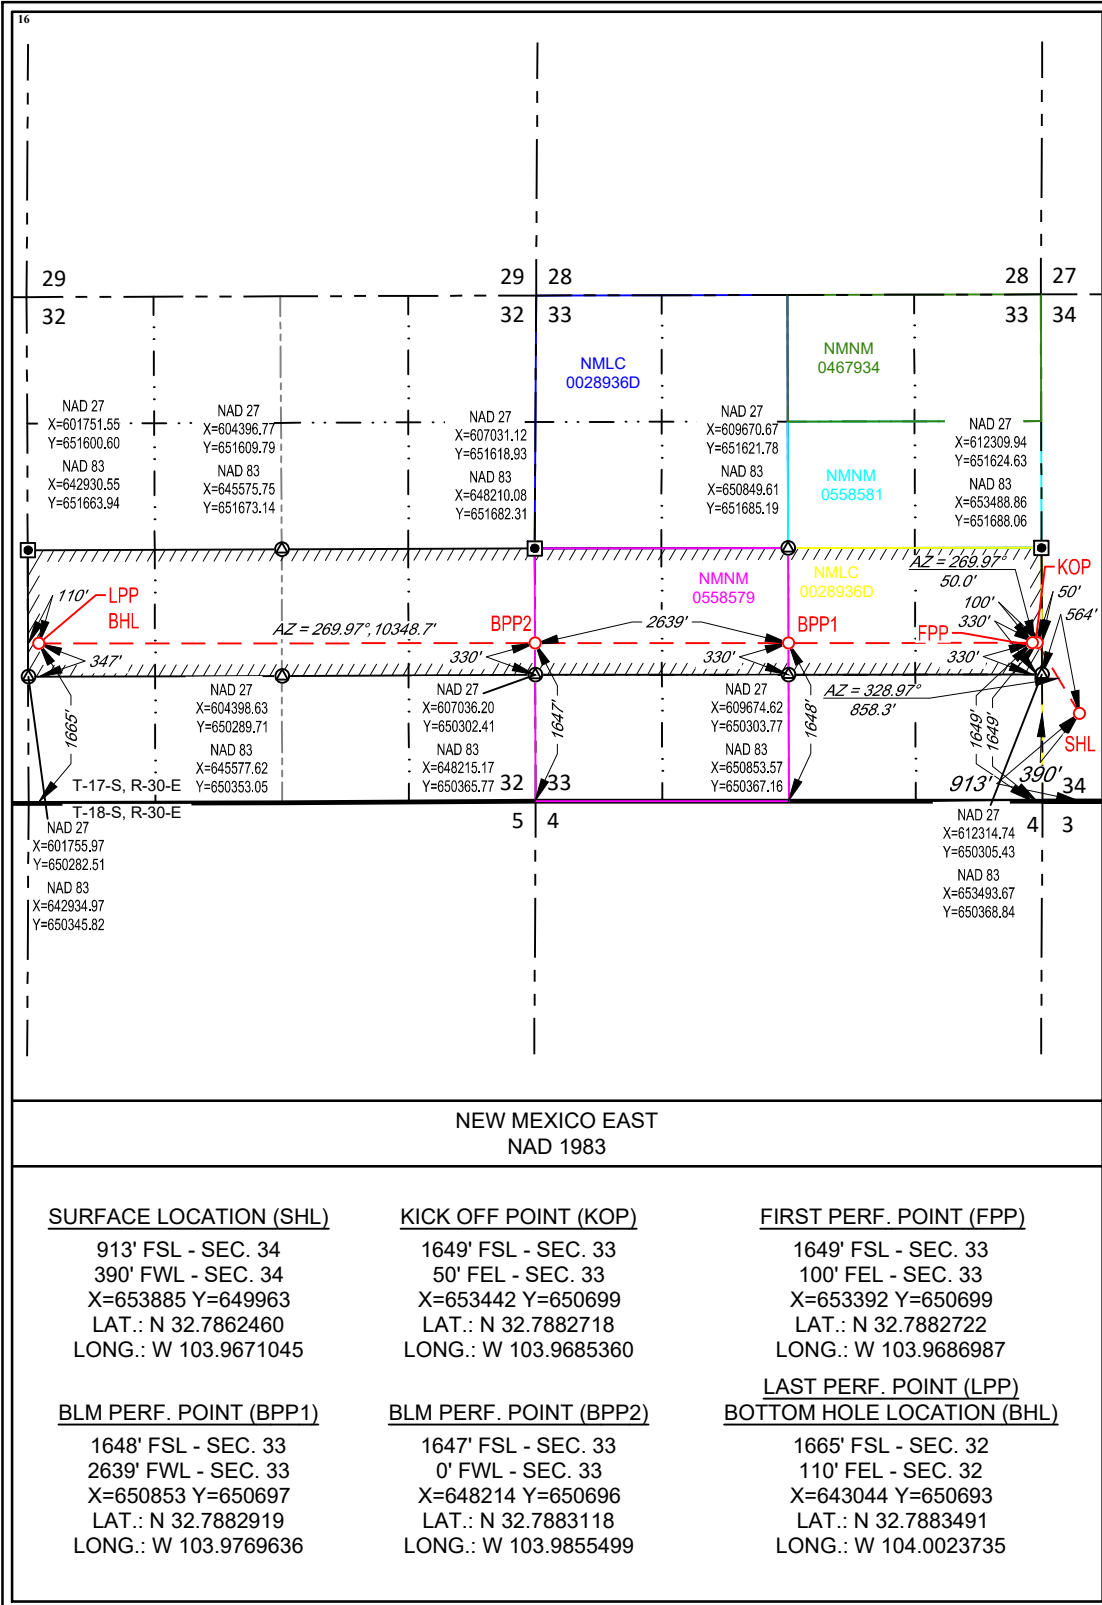 16
29
29
28
28
27
32
32
33
33
34
NMLC
0028936D
NMNM
0467934
NAD 27
X=601751.55
Y=651600.60
NAD 83
X=642930.55
Y=651663.94
NAD 27
X=604396.77
Y=651609.79
NAD 83
X=645575.75
Y=651673.14
NAD 27
X=607031.12
Y=651618.93
NAD 83
X=648210.08
Y=651682.31
NAD 27
X=609670.67
Y=651621.78
NAD 83
X=650849.61
Y=651685.19
NMNM
0558581
NAD 27
X=612309.94
Y=651624.63
NAD 83
X=653488.86
Y=651688.06
NMNM
0558579
NMLC
0028936D
AZ = 269.97°
50.0'
KOP
110'
LPP
BHL
100'
50'
564'
AZ = 269.97°,10348.7'
BPP2
2639'
BPP1
FPP
330'
347'
330'
330'
330'
AZ = 328.97°
858.3'
1665'
1647'
1648'
1649'
1649'
SHL
NAD 27
X=604398.63
Y=650289.71
NAD 83
X=645577.62
Y=650353.05
NAD 27
X=607036.20
Y=650302.41
NAD 83
X=648215.17
Y=650365.77
NAD 27
X=609674.62
Y=650303.77
NAD 83
X=650853.57
Y=650367.16
913'
390'
T-17-S, R-30-E
32
33
34
T-18-S, R-30-E
5
4
4
3
NAD 27
X=601755.97
Y=650282.51
NAD 83
X=642934.97
Y=650345.82
NAD 27
X=612314.74
Y=650305.43
NAD 83
X=653493.67
Y=650368.84
NEW MEXICO EAST
NAD 1983
SURFACE LOCATION (SHL)
913' FSL - SEC. 34
390' FWL - SEC. 34
X=653885 Y=649963
LAT.: N 32.7862460
LONG.: W 103.9671045
KICK OFF POINT (KOP)
1649' FSL - SEC. 33
50' FEL - SEC. 33
X=653442 Y=650699
LAT.: N 32.7882718
LONG.: W 103.9685360
FIRST PERF. POINT (FPP)
1649' FSL - SEC. 33
100' FEL - SEC. 33
X=653392 Y=650699
LAT.: N 32.7882722
LONG.: W 103.9686987
BLM PERF. POINT (BPP1)
1648' FSL - SEC. 33
2639' FWL - SEC. 33
X=650853 Y=650697
LAT.: N 32.7882919
LONG.: W 103.9769636
BLM PERF. POINT (BPP2)
1647' FSL - SEC. 33
0' FWL - SEC. 33
X=648214 Y=650696
LAT.: N 32.7883118
LONG.: W 103.9855499
LAST PERF. POINT (LPP)
BOTTOM HOLE LOCATION (BHL)
1665' FSL - SEC. 32
110' FEL - SEC. 32
X=643044 Y=650693
LAT.: N 32.7883491
LONG.: W 104.0023735